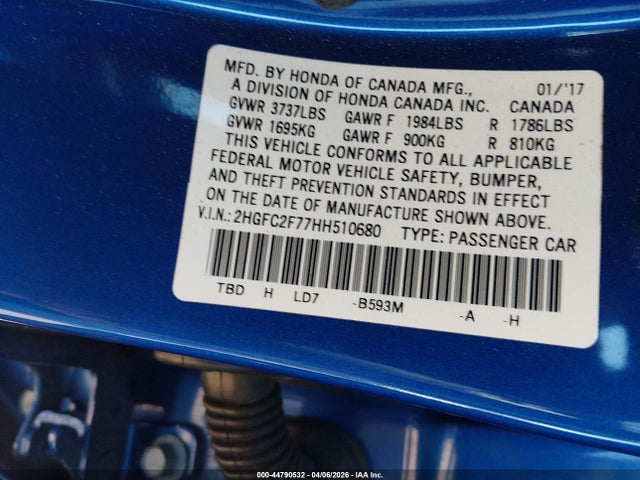 MFD. BY HONDA OF CANADA MFG., 01/'17
A DIVISION OF HONDA CANADA INC. CANADA
GVWR 3737LBS GAWR F 1984LBS R 1786LBS
GVWR 1695KG GAWR F 900KG R 810KG
THIS VEHICLE CONFORMS TO ALL APPLICABLE
FEDERAL MOTOR VEHICLE SAFETY, BUMPER,
AND THEFT PREVENTION STANDARDS IN EFFECT
ON THE DATE OF MANUFACTURE SHOWN ABOVE.
V.I.N.: 2HGFC2F77HH510680 TYPE: PASSENGER CAR
TBD H LD7 -B593M -A -H
000-44790532 - 04/06/2026 - IAA Inc.